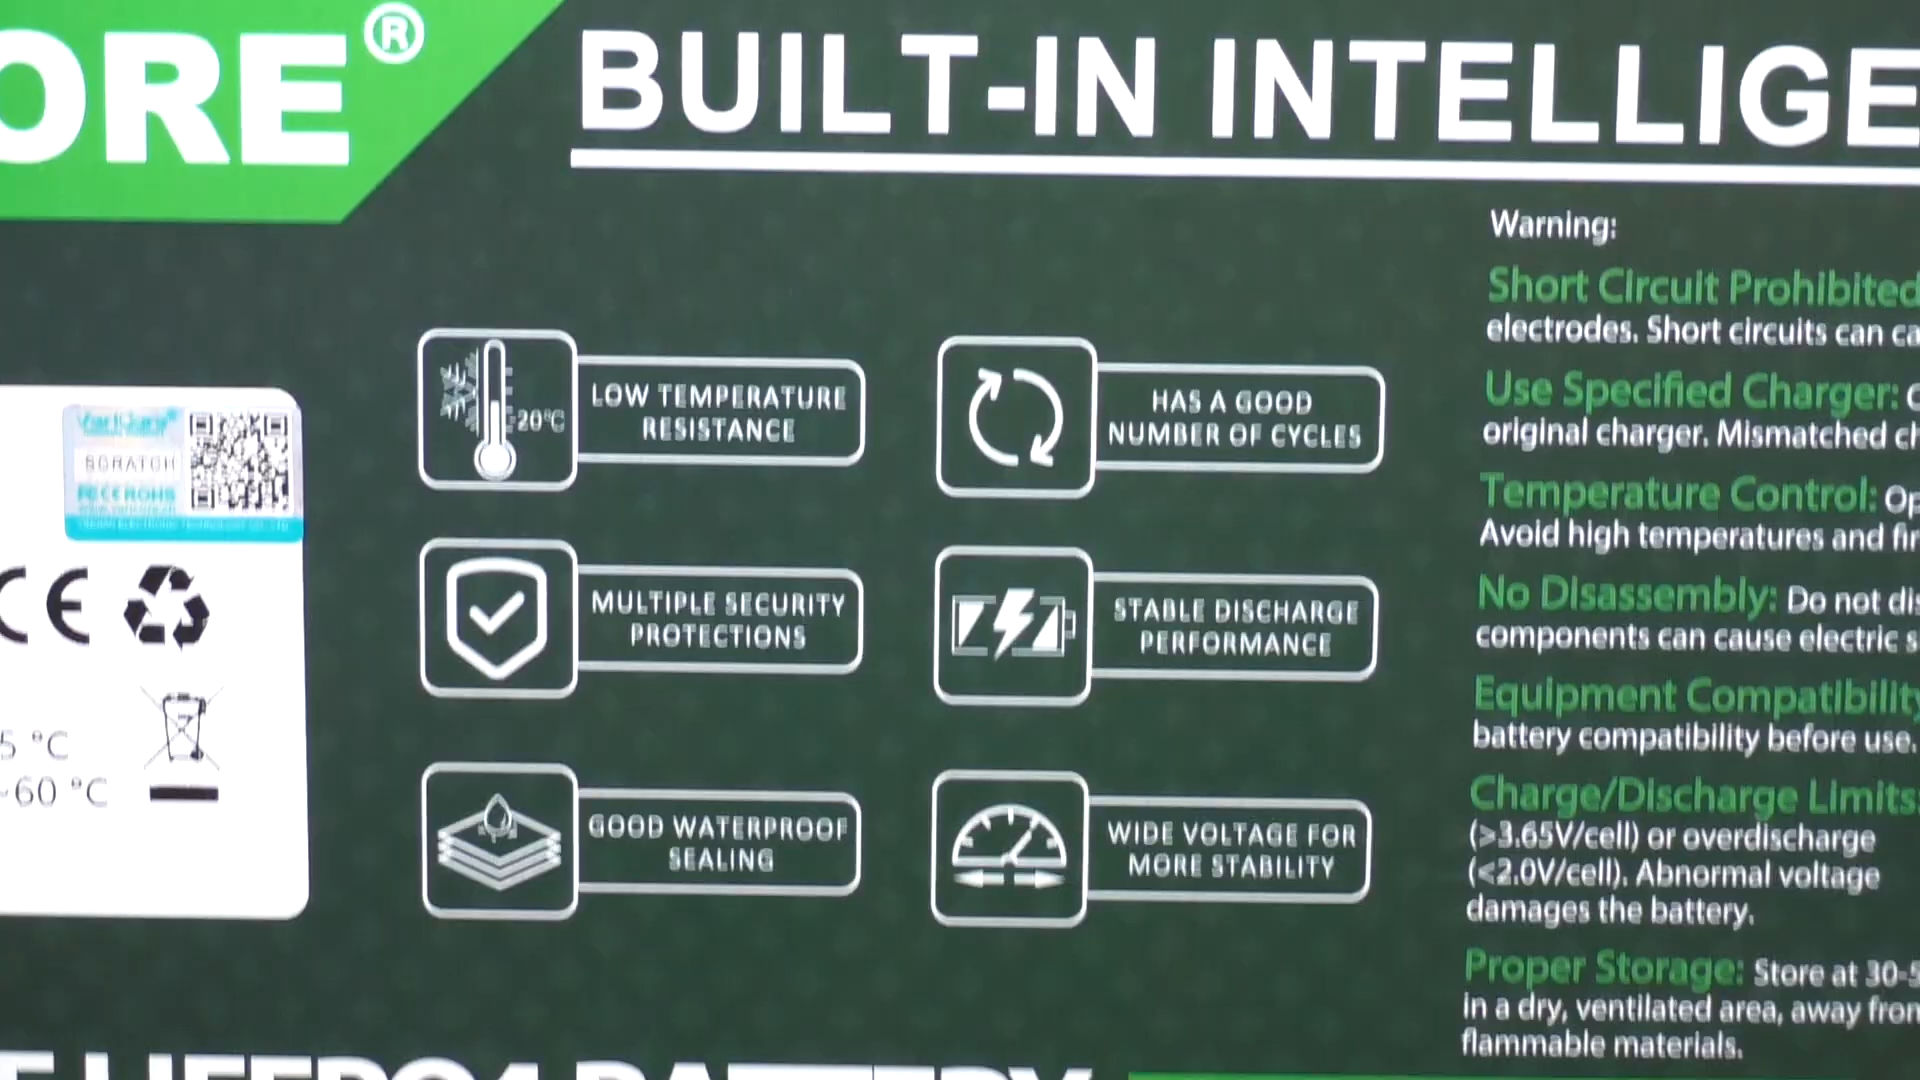 ORE®
BUILT-IN INTELLIGE
Warning:
Short Circuit Prohibited
electrodes. Short circuits can ca
Use Specified Charger:
original charger. Mismatched ch
Temperature Control: Op
Avoid high temperatures and fir
No Disassembly: Do not dis
components can cause electric s
Equipment Compatibility
battery compatibility before use.
Charge/Discharge Limits:
(>3.65V/cell) or overdischarge
(<2.0V/cell). Abnormal voltage
damages the battery.
Proper Storage: Store at 30-5
in a dry, ventilated area, away from
flammable materials.
-20°C
LOW TEMPERATURE
RESISTANCE
HAS A GOOD
NUMBER OF CYCLES
MULTIPLE SECURITY
PROTECTIONS
STABLE DISCHARGE
PERFORMANCE
GOOD WATERPROOF
SEALING
WIDE VOLTAGE FOR
MORE STABILITY
SCRATCH
FC CE ROHS
CE
5 °C
-60 °C
LIFEPO4 BATTERY